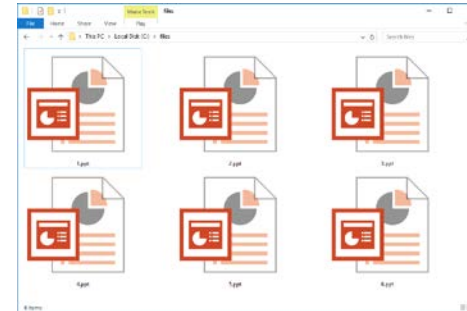 Music Tools files
File Home Share View Play
This PC › Local Disk (C:) › files
Search files
1.ppt 2.ppt 3.ppt
4.ppt 5.ppt 6.ppt
6 items